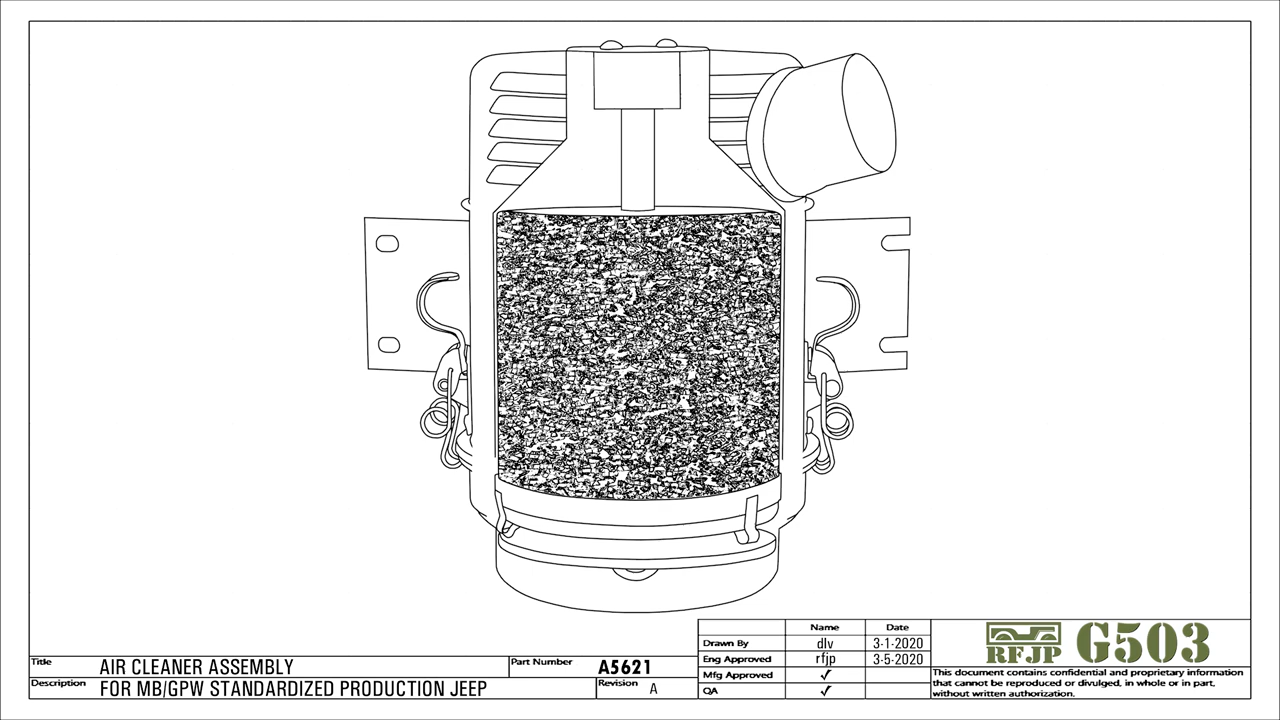 Name Date
Drawn By dlv 3-1-2020
Eng Approved rfjp 3-5-2020
Mfg Approved ✓
QA ✓
RFJP G503
This document contains confidential and proprietary information
that cannot be reproduced or divulged, in whole or in part,
without written authorization.
Title AIR CLEANER ASSEMBLY
Part Number A5621
Description FOR MB/GPW STANDARDIZED PRODUCTION JEEP
Revision A